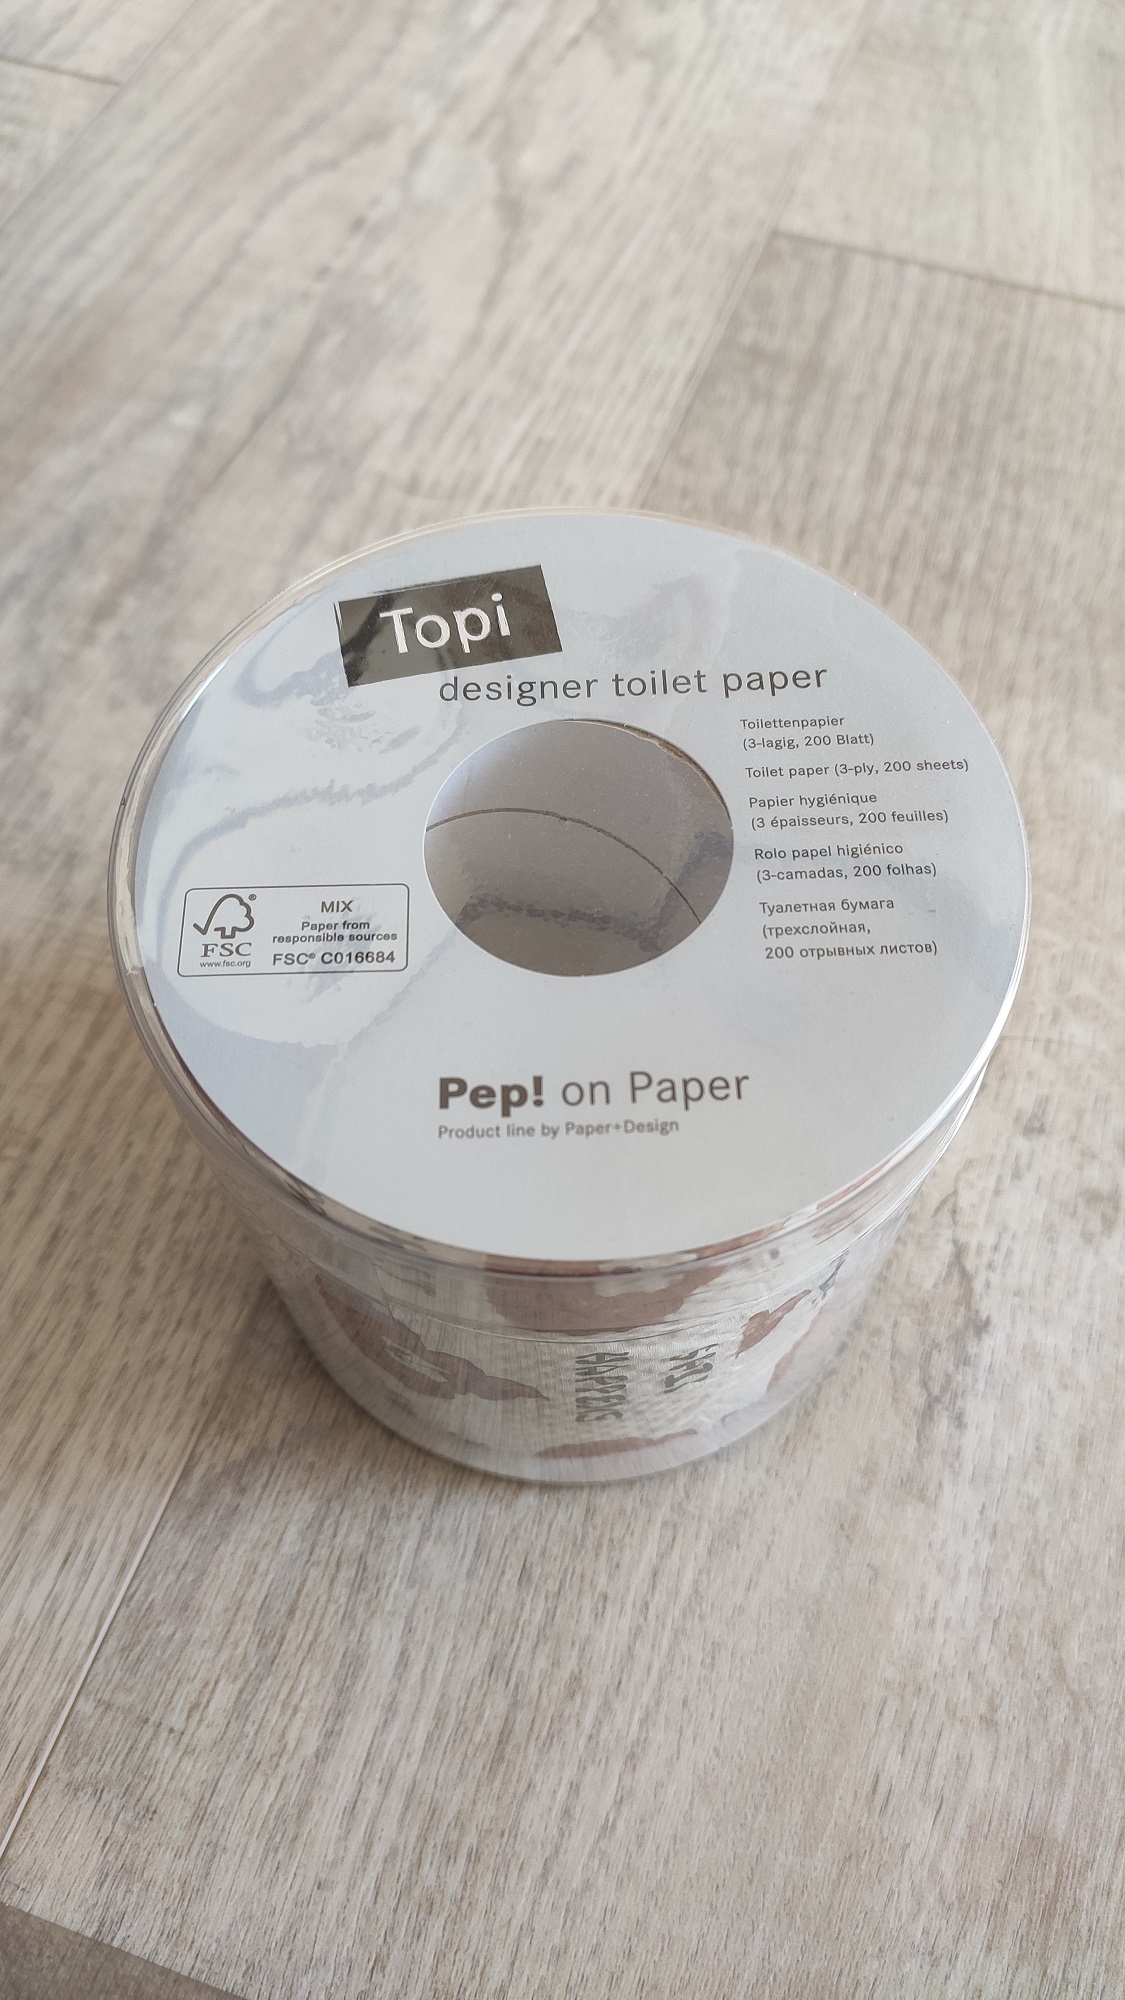 Topi
designer toilet paper
Toilettenpapier
(3-lagig, 200 Blatt)
Toilet paper (3-ply, 200 sheets)
Papier hygiénique
(3 épaisseurs, 200 feuilles)
Rolo papel higiénico
(3-camadas, 200 folhas)
Туалетная бумага
(трехслойная,
200 отрывных листов)
FSC®
www.fsc.org
MIX
Paper from
responsible sources
FSC® C016684
Pep! on Paper
Product line by Paper+Design